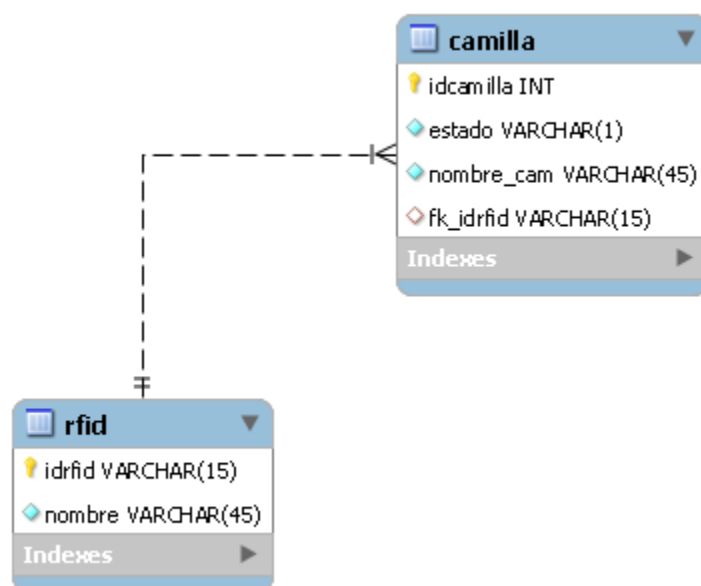 camilla
idcamilla INT
estado VARCHAR(1)
nombre_cam VARCHAR(45)
fk_idrfid VARCHAR(15)
Indexes
rfid
idrfid VARCHAR(15)
nombre VARCHAR(45)
Indexes